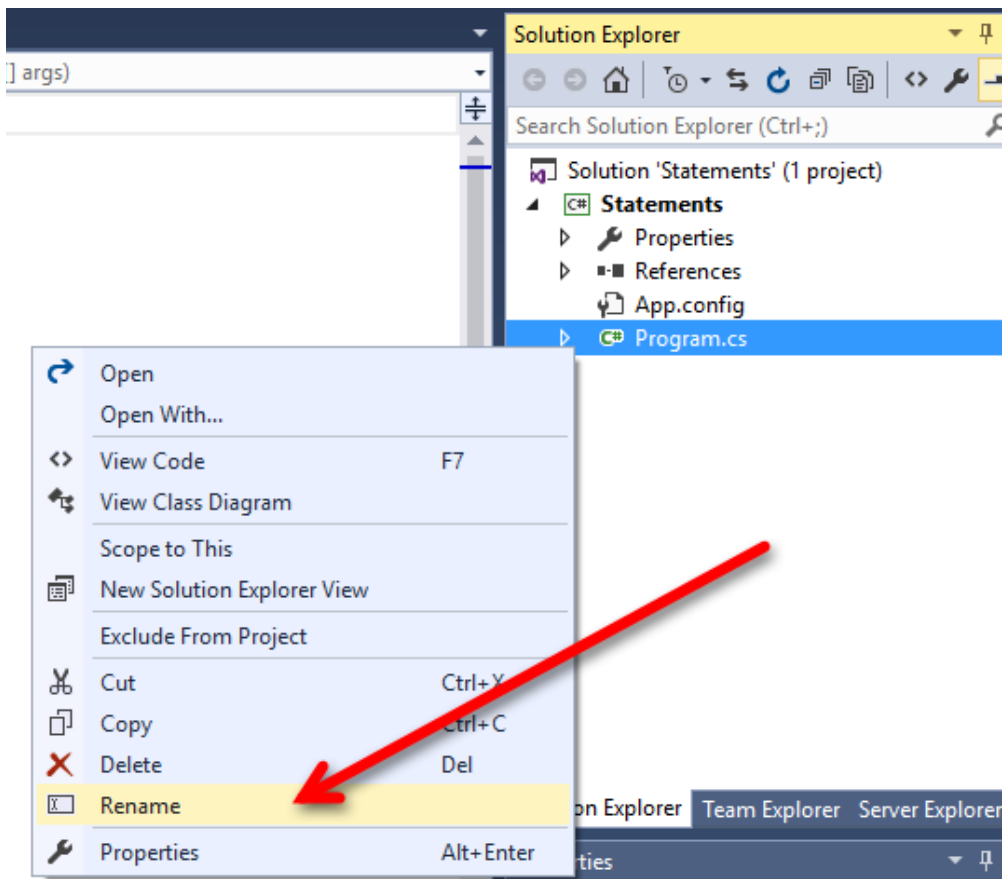 Solution Explorer
[] args)
Search Solution Explorer (Ctrl+;)
Solution 'Statements' (1 project)
C# Statements
Properties
References
App.config
C# Program.cs
Open
Open With...
View Code F7
View Class Diagram
Scope to This
New Solution Explorer View
Exclude From Project
Cut Ctrl+X
Copy Ctrl+C
Delete Del
Rename
Properties Alt+Enter
on Explorer Team Explorer Server Explorer
rties